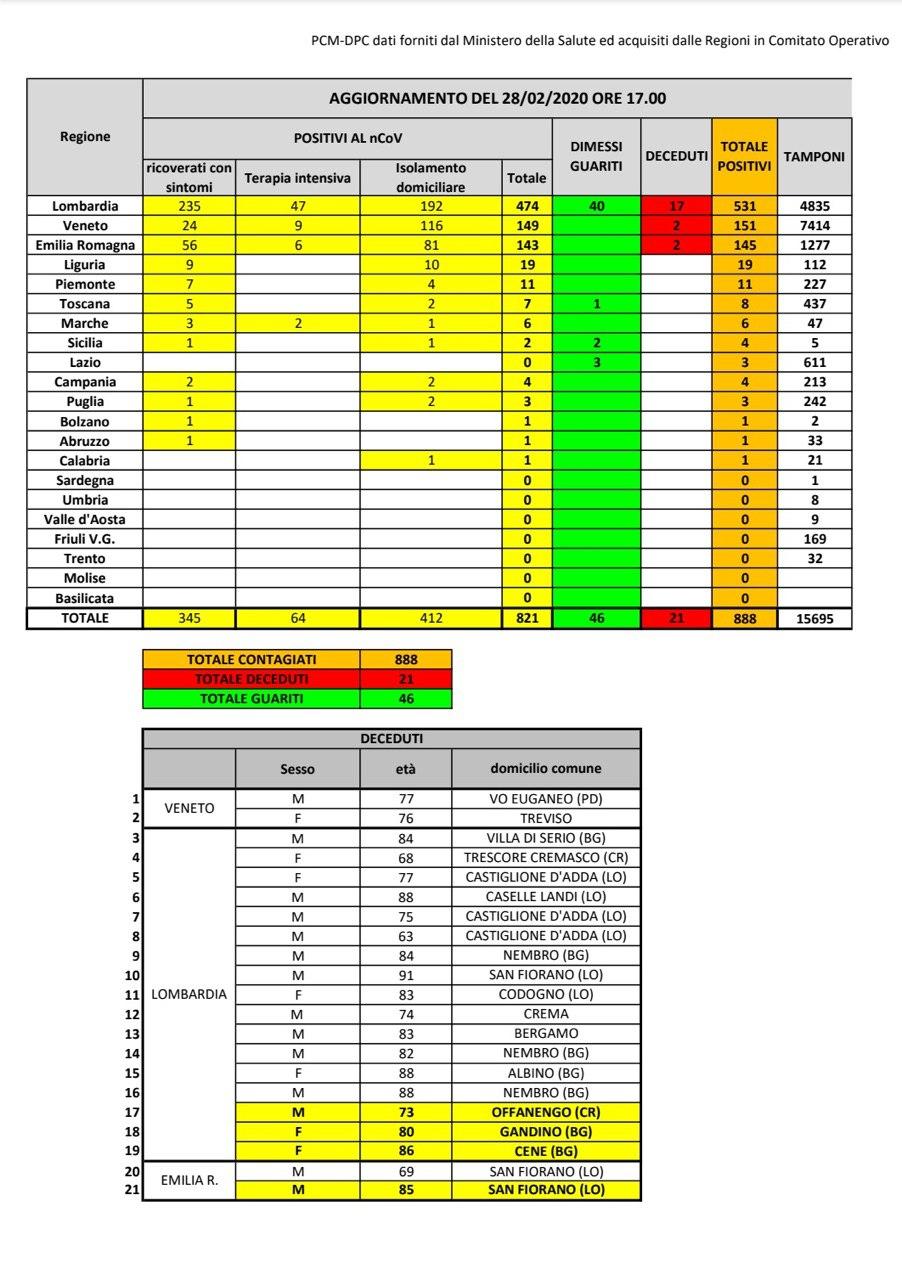 PCM-DPC dati forniti dal Ministero della Salute ed acquisiti dalle Regioni in Comitato Operativo
Regione
AGGIORNAMENTO DEL 28/02/2020 ORE 17.00
POSITIVI AL nCoV
DIMESSI GUARITI
DECEDUTI
TOTALE POSITIVI
TAMPONI
ricoverati con sintomi
Terapia intensiva
Isolamento domiciliare
Totale
Lombardia 235 47 192 474 40 17 531 4835
Veneto 24 9 116 149 2 151 7414
Emilia Romagna 56 6 81 143 2 145 1277
Liguria 9 10 19 19 112
Piemonte 7 4 11 11 227
Toscana 5 2 7 1 8 437
Marche 3 2 1 6 6 47
Sicilia 1 1 2 2 4 5
Lazio 0 3 3 611
Campania 2 2 4 4 213
Puglia 1 2 3 3 242
Bolzano 1 1 1 2
Abruzzo 1 1 1 33
Calabria 1 1 1 21
Sardegna 0 0 1
Umbria 0 0 8
Valle d'Aosta 0 0 9
Friuli V.G. 0 0 169
Trento 0 0 32
Molise 0 0
Basilicata 0 0
TOTALE 345 64 412 821 46 21 888 15695
TOTALE CONTAGIATI 888
TOTALE DECEDUTI 21
TOTALE GUARITI 46
DECEDUTI
Sesso età domicilio comune
VENETO
1 M 77 VO EUGANEO (PD)
2 F 76 TREVISO
LOMBARDIA
3 M 84 VILLA DI SERIO (BG)
4 F 68 TRESCORE CREMASCO (CR)
5 F 77 CASTIGLIONE D'ADDA (LO)
6 M 88 CASELLE LANDI (LO)
7 M 75 CASTIGLIONE D'ADDA (LO)
8 M 63 CASTIGLIONE D'ADDA (LO)
9 M 84 NEMBRO (BG)
10 M 91 SAN FIORANO (LO)
11 F 83 CODOGNO (LO)
12 M 74 CREMA
13 M 83 BERGAMO
14 M 82 NEMBRO (BG)
15 F 88 ALBINO (BG)
16 M 88 NEMBRO (BG)
17 M 73 OFFANENGO (CR)
18 F 80 GANDINO (BG)
19 F 86 CENE (BG)
EMILIA R.
20 M 69 SAN FIORANO (LO)
21 M 85 SAN FIORANO (LO)